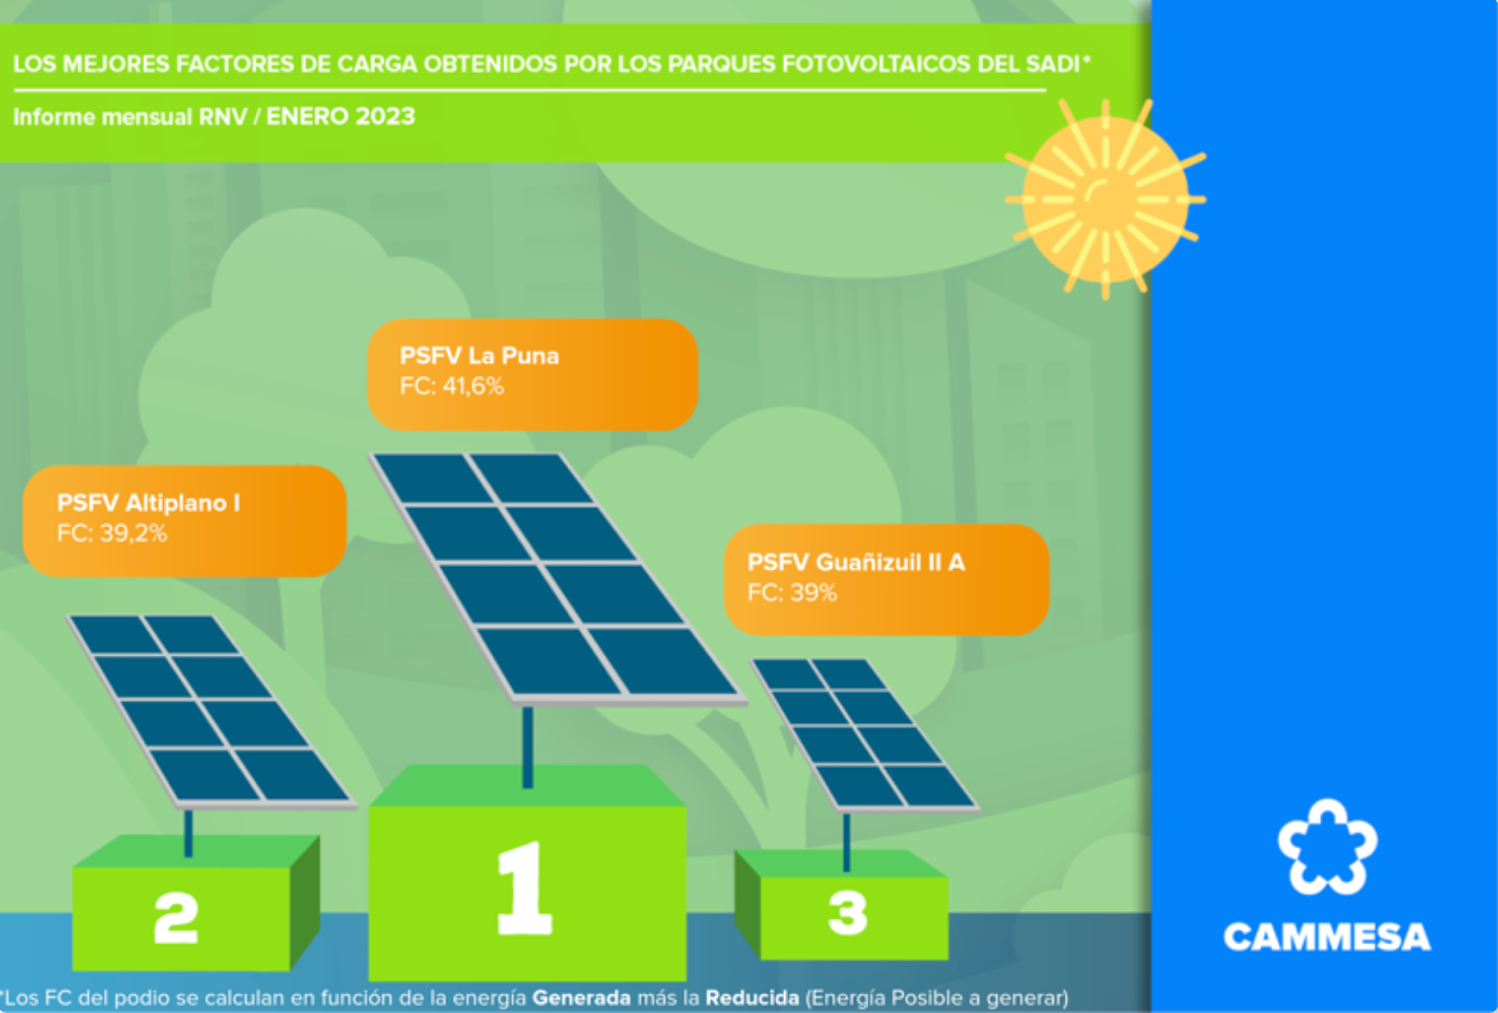 LOS MEJORES FACTORES DE CARGA OBTENIDOS POR LOS PARQUES FOTOVOLTAICOS DEL SADI*
Informe mensual RNV / ENERO 2023
PSFV La Puna
FC: 41,6%
PSFV Altiplano I
FC: 39,2%
PSFV Guañizuil II A
FC: 39%
1
2
3
CAMMESA
*Los FC del podio se calculan en función de la energía Generada más la Reducida (Energía Posible a generar)